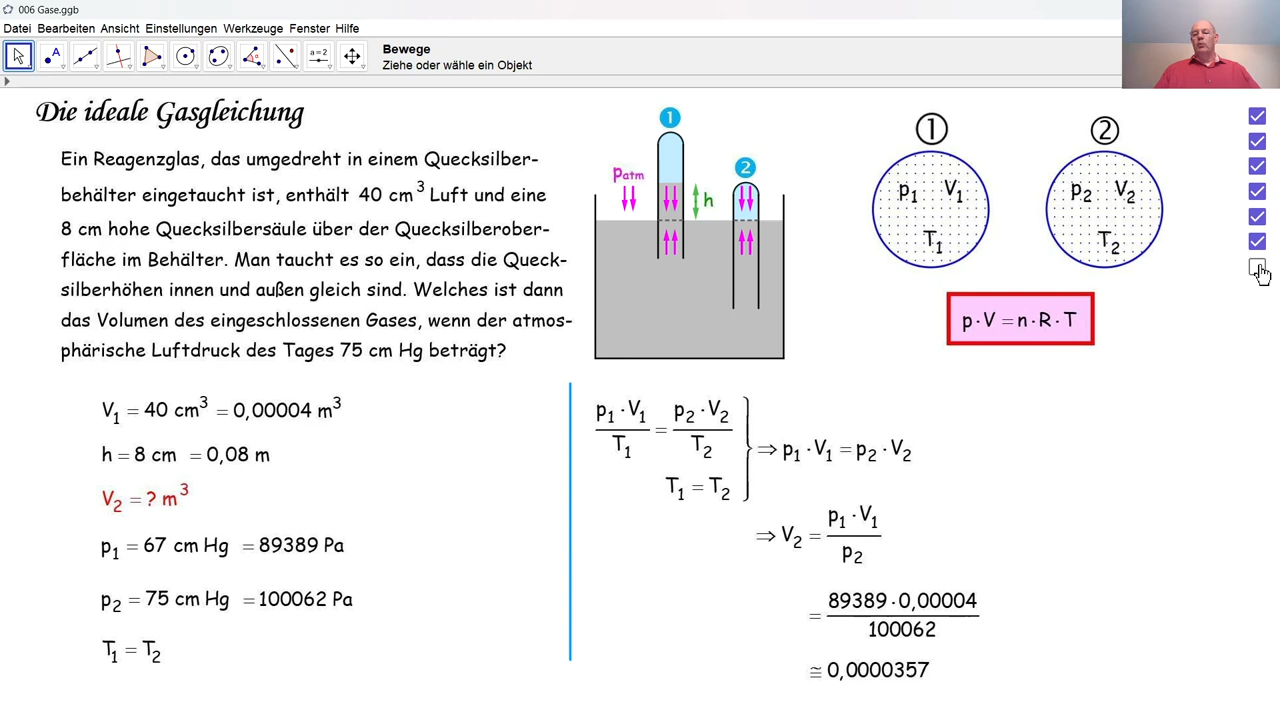 006 Gase.ggb
Datei Bearbeiten Ansicht Einstellungen Werkzeuge Fenster Hilfe
A
a=2
Bewege
Ziehe oder wähle ein Objekt
Die ideale Gasgleichung
Ein Reagenzglas, das umgedreht in einem Quecksilber-
behälter eingetaucht ist, enthält 40 cm³ Luft und eine
8 cm hohe Quecksilbersäule über der Quecksilberober-
fläche im Behälter. Man taucht es so ein, dass die Queck-
silberhöhen innen und außen gleich sind. Welches ist dann
das Volumen des eingeschlossenen Gases, wenn der atmos-
phärische Luftdruck des Tages 75 cm Hg beträgt?
1
2
p_atm
h
①
②
p₁ V₁
T₁
p₂ V₂
T₂
p·V = n·R·T
V₁ = 40 cm³ = 0,00004 m³
h = 8 cm = 0,08 m
V₂ = ? m³
p₁ = 67 cm Hg = 89389 Pa
p₂ = 75 cm Hg = 100062 Pa
T₁ = T₂
p₁·V₁ / T₁ = p₂·V₂ / T₂
T₁ = T₂
⇒ p₁·V₁ = p₂·V₂
⇒ V₂ = p₁·V₁ / p₂
= 89389·0,00004 / 100062
≅ 0,0000357